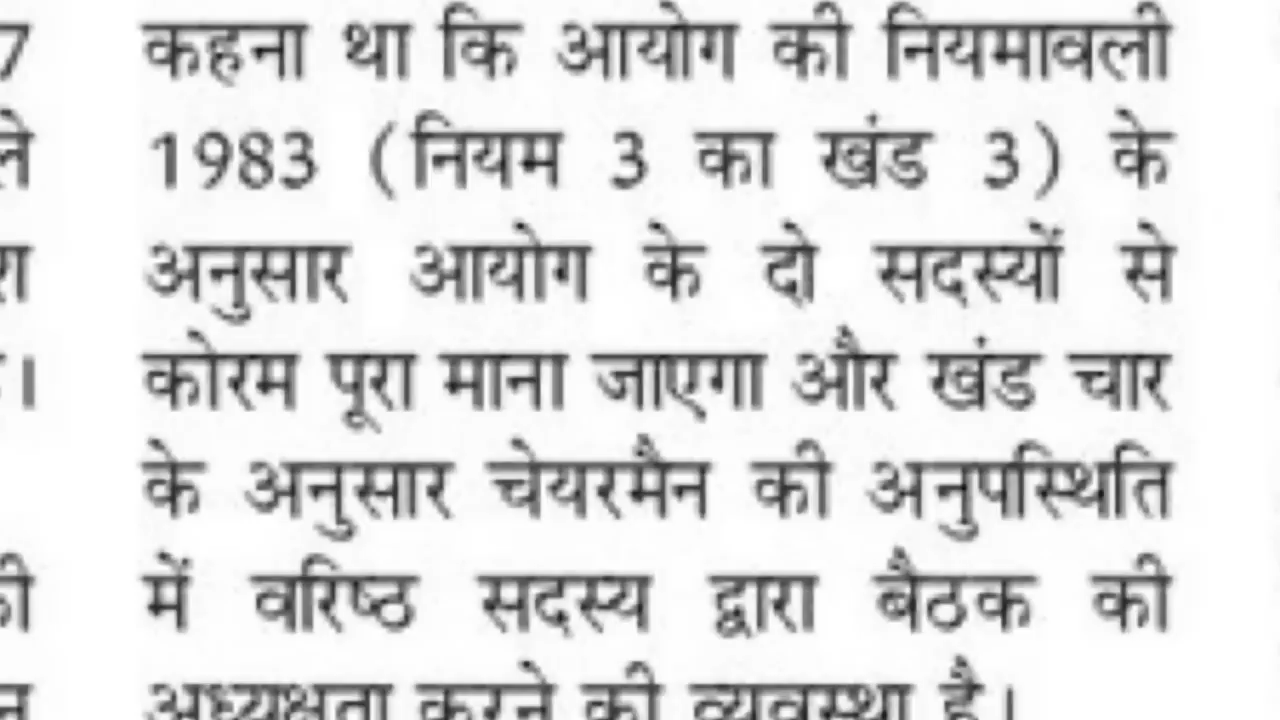 कहना था कि आयोग की नियमावली
1983 (नियम 3 का खंड 3) के
अनुसार आयोग के दो सदस्यों से
कोरम पूरा माना जाएगा और खंड चार
के अनुसार चेयरमैन की अनुपस्थिति
में वरिष्ठ सदस्य द्वारा बैठक की
अध्यक्षता करने की व्यवस्था है।